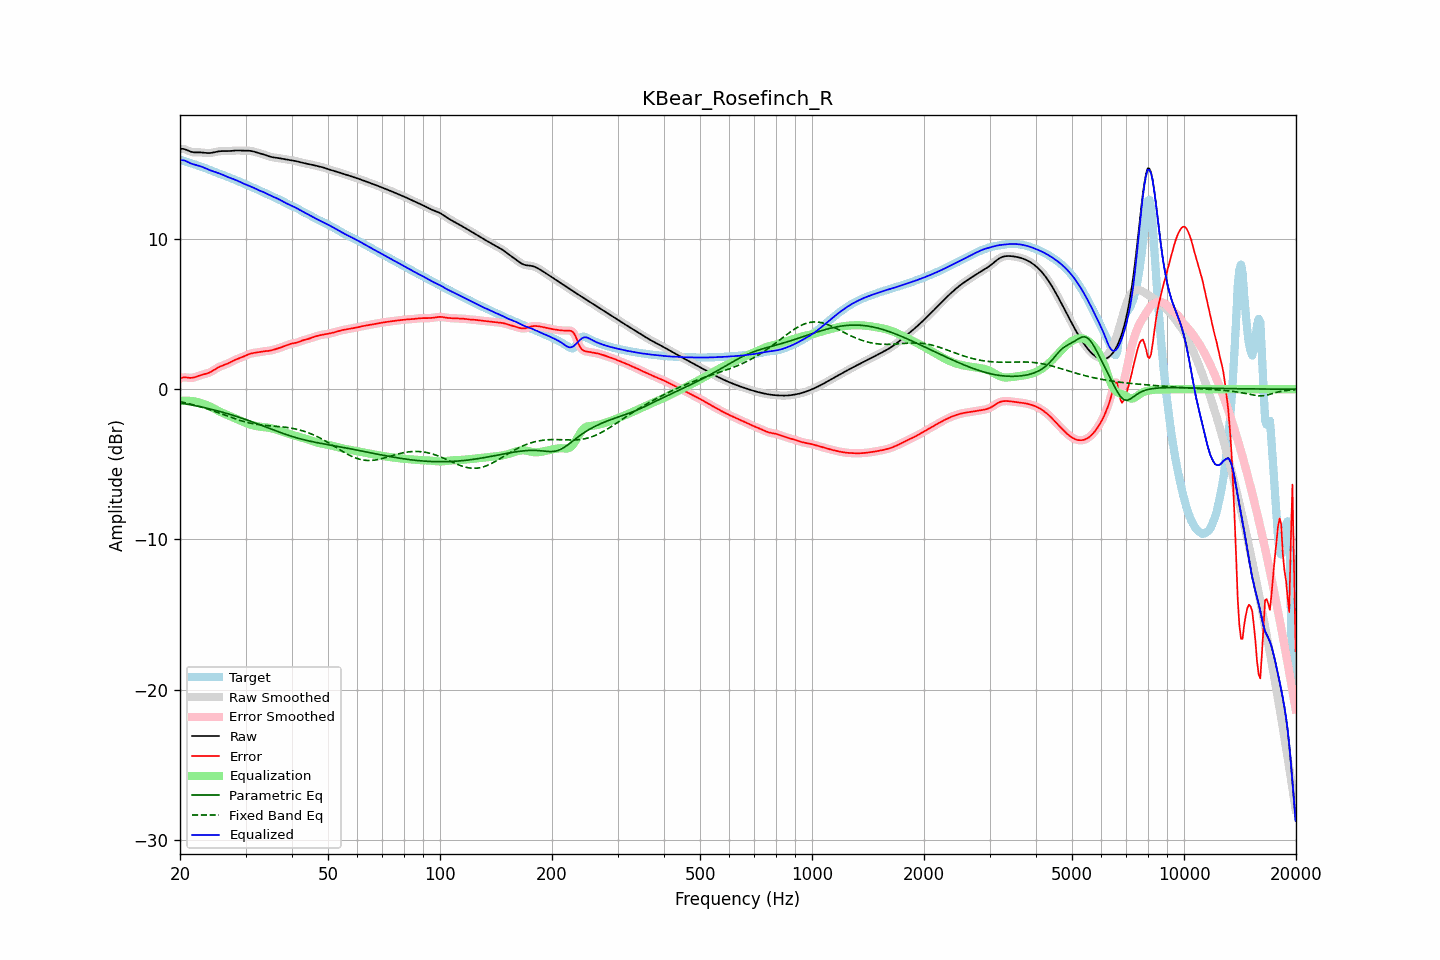 KBear_Rosefinch_R
Amplitude (dBr)
10
0
−10
−20
−30
Target
Raw Smoothed
Error Smoothed
Raw
Error
Equalization
Parametric Eq
Fixed Band Eq
Equalized
20 50 100 200 500 1000 2000 5000 10000 20000
Frequency (Hz)